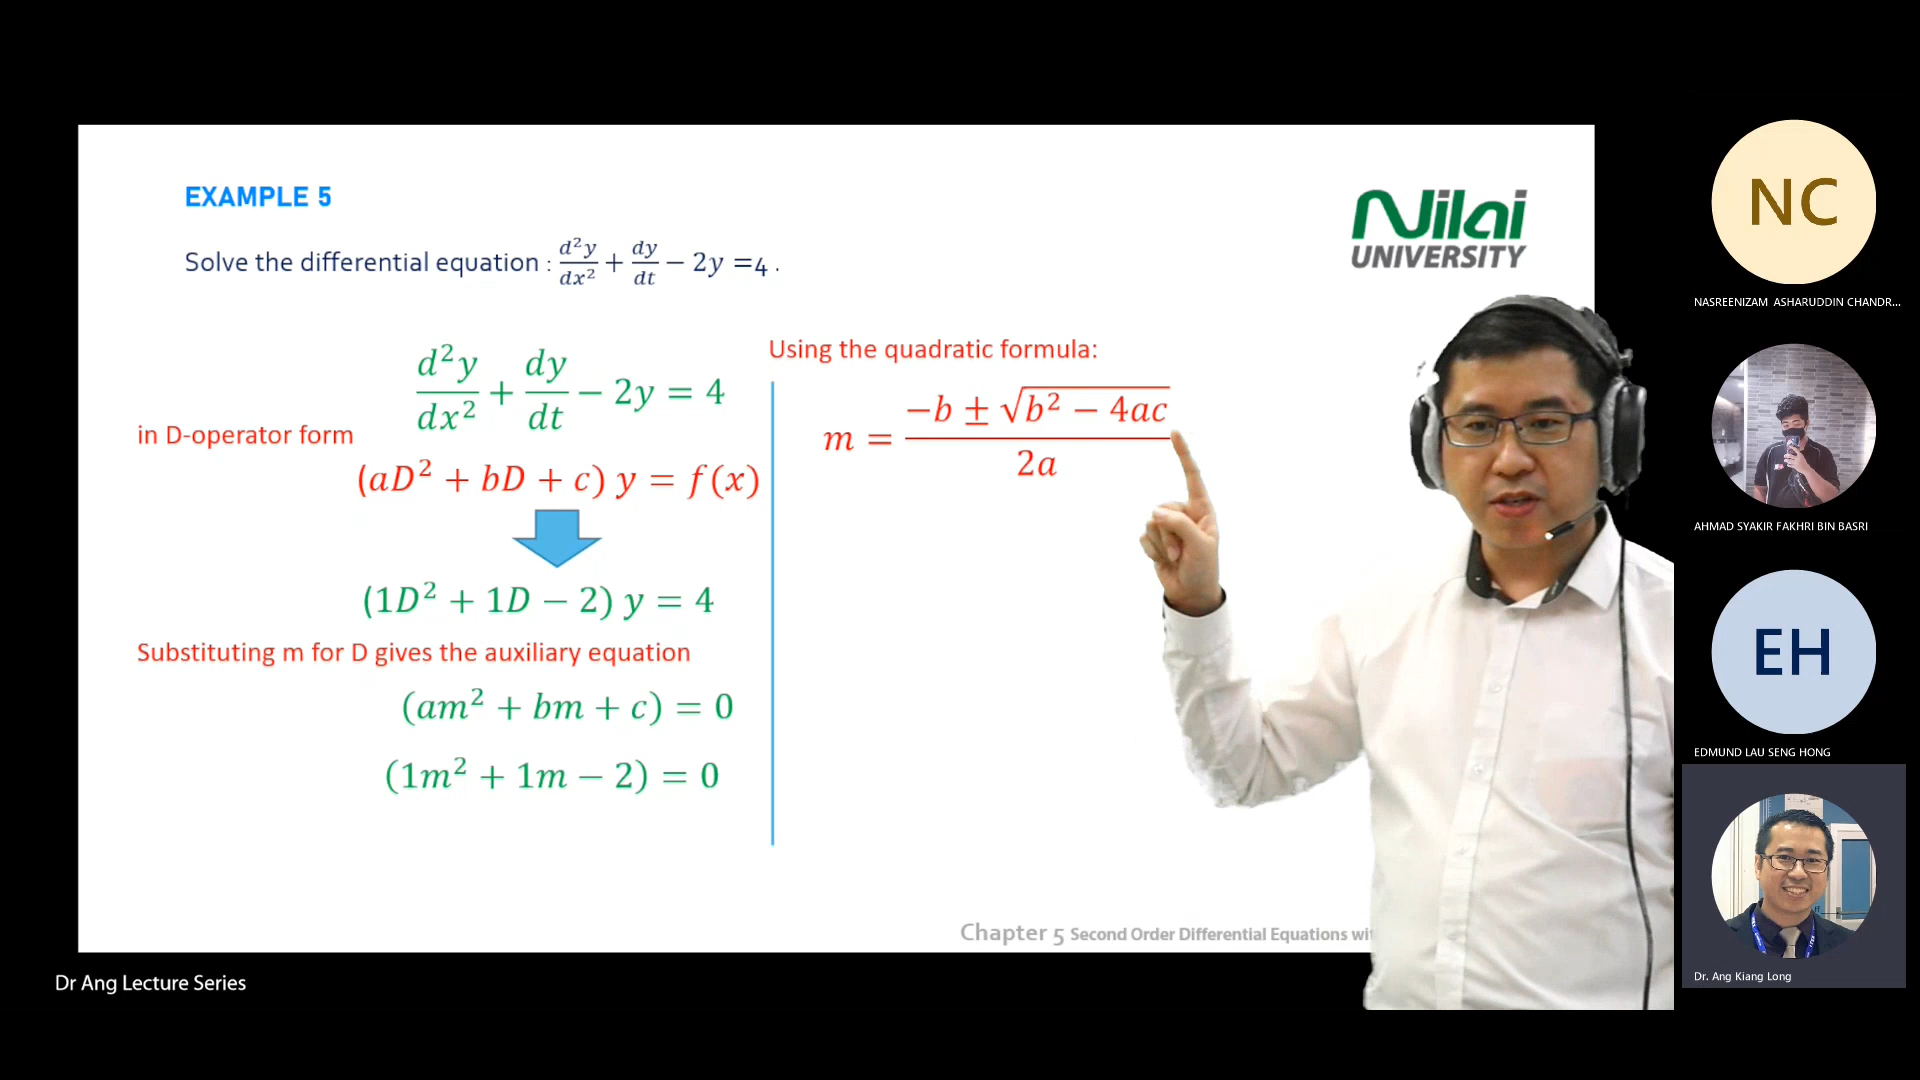 EXAMPLE 5
Nilai
UNIVERSITY
Solve the differential equation : d²y/dx² + dy/dt − 2y =4 .
d²y/dx² + dy/dt − 2y = 4
in D-operator form
(aD² + bD + c) y = f(x)
(1D² + 1D − 2) y = 4
Substituting m for D gives the auxiliary equation
(am² + bm + c) = 0
(1m² + 1m − 2) = 0
Using the quadratic formula:
m = (−b ± √(b² − 4ac))/2a
Chapter 5 Second Order Differential Equations
Dr Ang Lecture Series
NC
NASREENIZAM ASHARUDDIN CHANDR...
AHMAD SYAKIR FAKHRI BIN BASRI
EH
EDMUND LAU SENG HONG
Dr. Ang Kiang Long